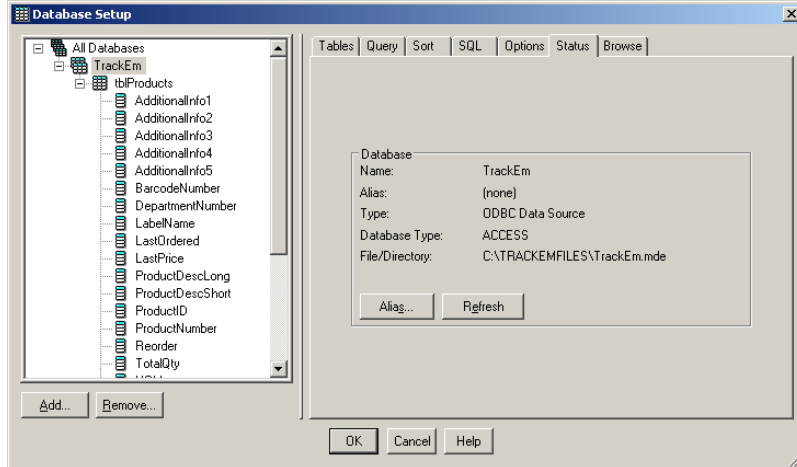 Database Setup
All Databases
TrackEm
tblProducts
AdditionalInfo1
AdditionalInfo2
AdditionalInfo3
AdditionalInfo4
AdditionalInfo5
BarcodeNumber
DepartmentNumber
LabelName
LastOrdered
LastPrice
ProductDescLong
ProductDescShort
ProductID
ProductNumber
Reorder
TotalQty
Add... Remove...
Tables Query Sort SQL Options Status Browse
Database
Name: TrackEm
Alias: (none)
Type: ODBC Data Source
Database Type: ACCESS
File/Directory: C:\TRACKEMFILES\TrackEm.mde
Alias... Refresh
OK Cancel Help